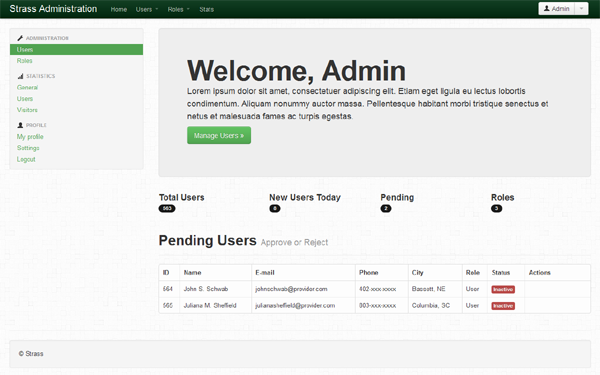 Strass Administration Home Users Roles Stats Admin
ADMINISTRATION
Users
Roles
STATISTICS
General
Users
Visitors
PROFILE
My profile
Settings
Logout
Welcome, Admin
Lorem ipsum dolor sit amet, consectetuer adipiscing elit. Etiam eget ligula eu lectus lobortis
condimentum. Aliquam nonummy auctor massa. Pellentesque habitant morbi tristique senectus et
netus et malesuada fames ac turpis egestas.
Manage Users »
Total Users New Users Today Pending Roles
563 8 2 3
Pending Users Approve or Reject
ID Name E-mail Phone City Role Status Actions
564 John S. Schwab johnschwab@provider.com 402-xxx-xxxx Bassett, NE User Inactive
565 Juliana M. Sheffield julianasheffield@provider.com 803-xxx-xxxx Columbia, SC User Inactive
© Strass